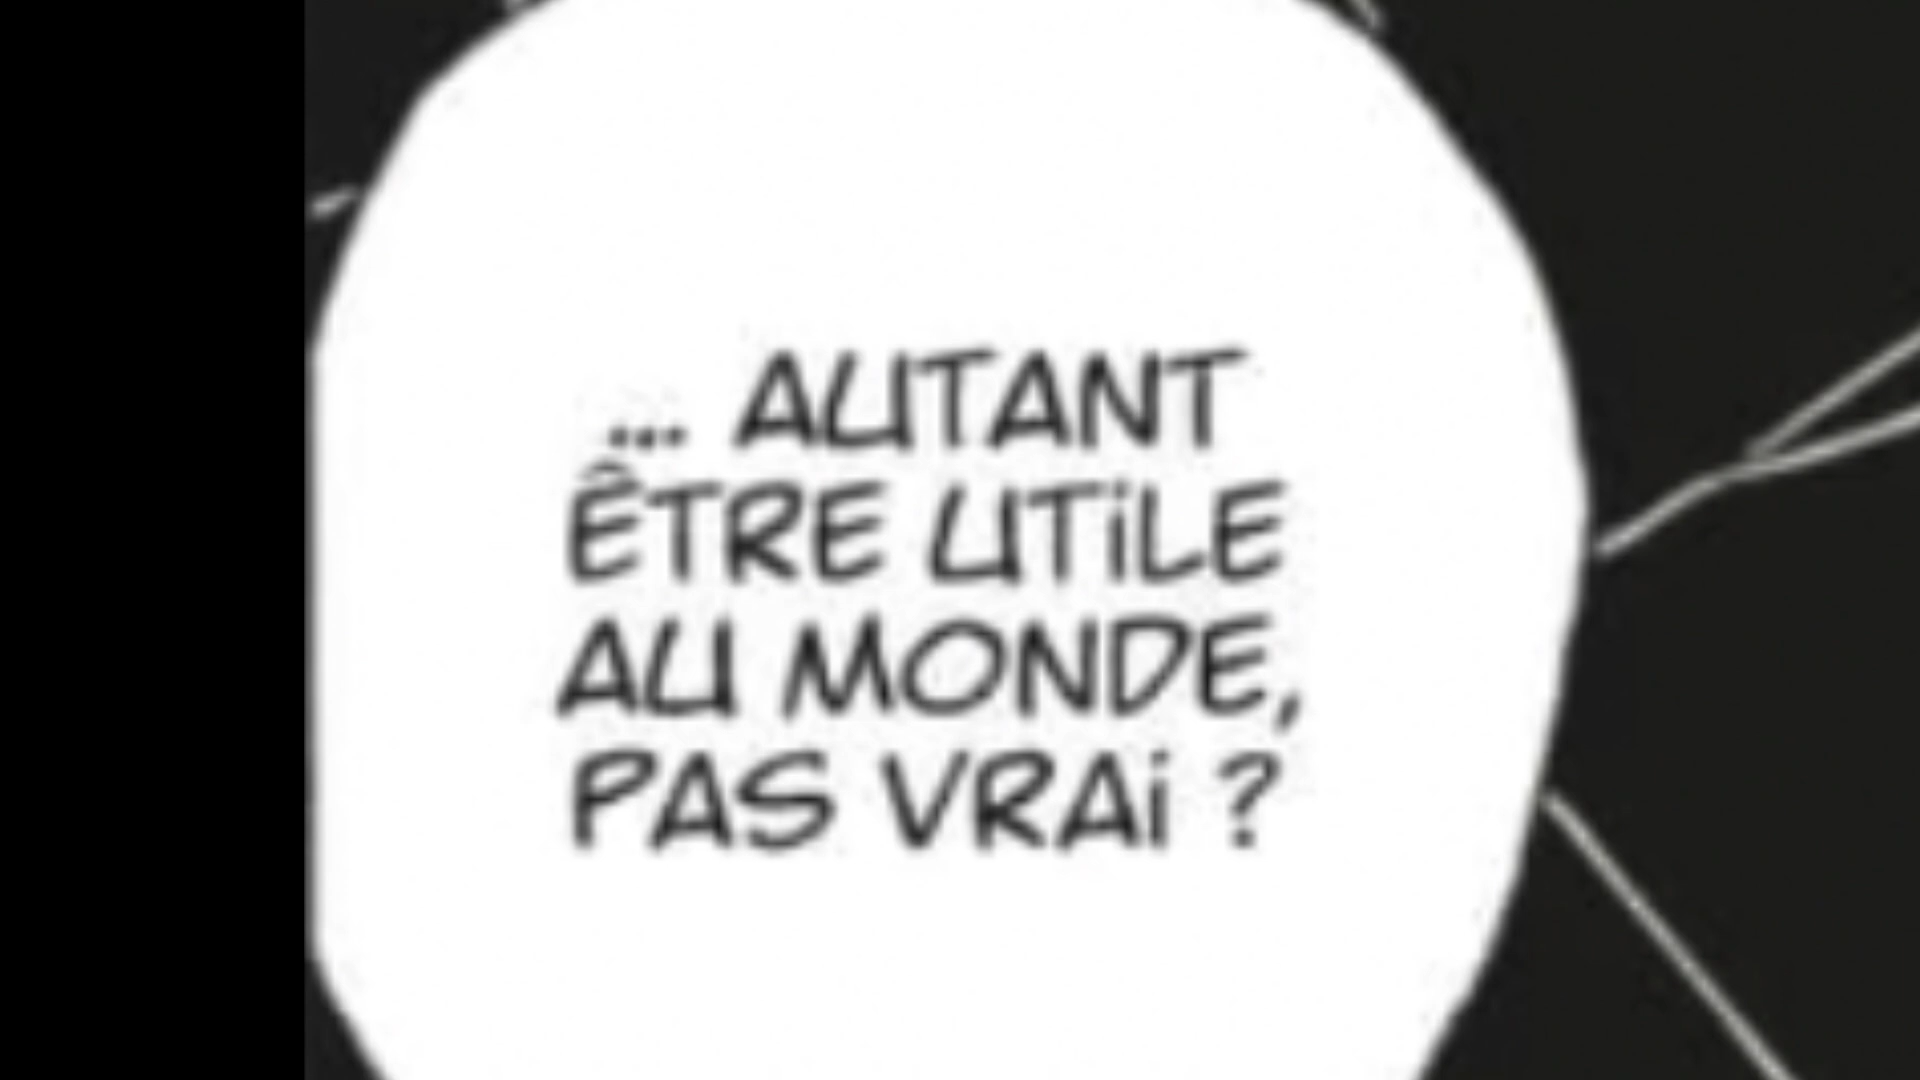 ... AUTANT
ÊTRE UTiLE
AU MONDE,
PAS VRAi ?